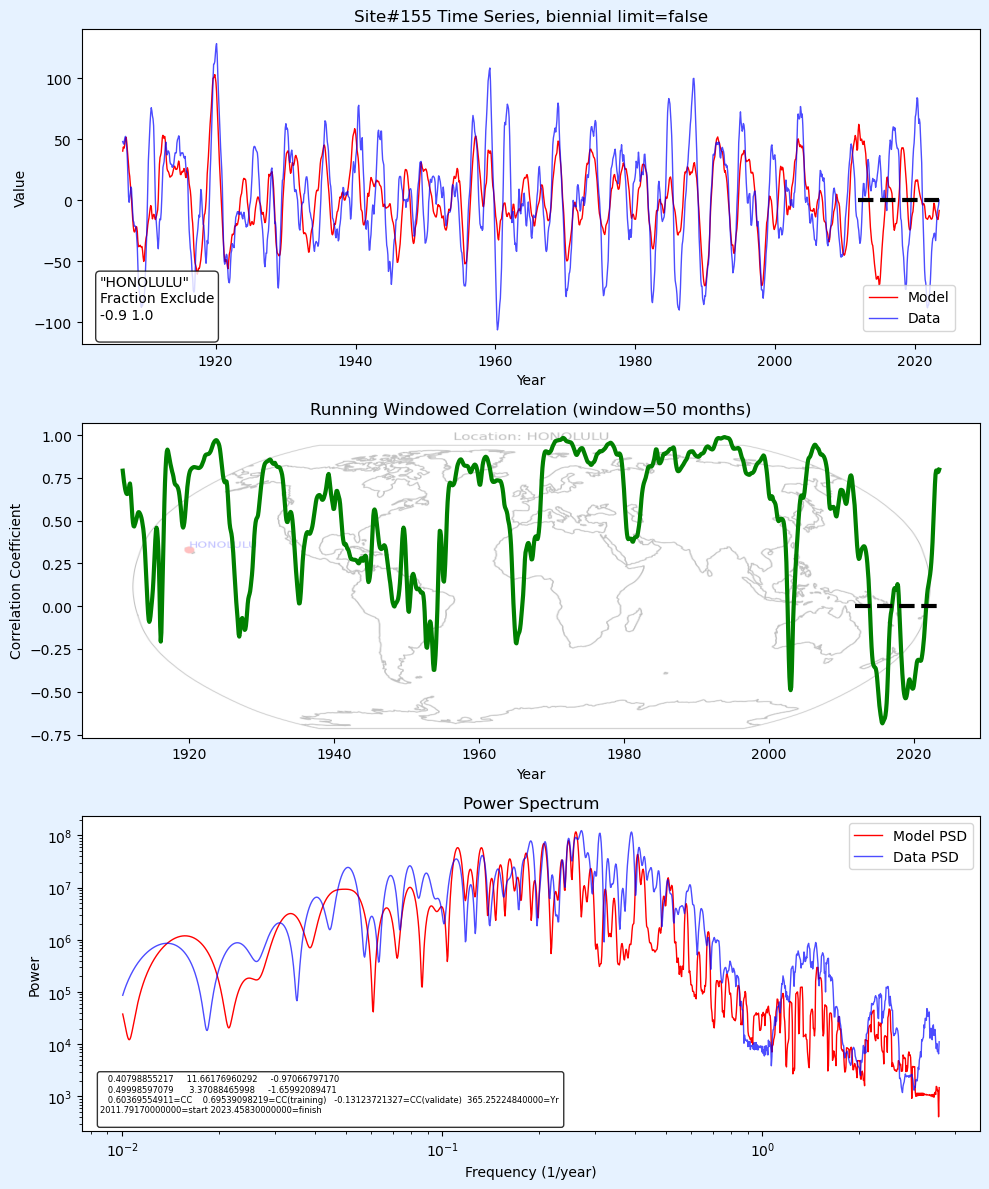 Site#155 Time Series, biennial limit=false
Value
100
50
0
−50
−100
"HONOLULU"
Fraction Exclude
-0.9 1.0
Model
Data
1920 1940 1960 1980 2000 2020
Year
Running Windowed Correlation (window=50 months)
Location: HONOLULU
Correlation Coefficient
1.00
0.75
0.50
0.25
0.00
−0.25
−0.50
−0.75
HONOLULU
1920 1940 1960 1980 2000 2020
Year
Power Spectrum
Power
10⁸
10⁷
10⁶
10⁵
10⁴
10³
Model PSD
Data PSD
0.40798855217 11.66176960292 -0.97066797170
0.49998597079 3.37088465998 -1.65992089471
0.60369554911=CC 0.69539098219=CC(training) -0.13123721327=CC(validate) 365.25224840000=Yr
2011.79170000000=start 2023.45830000000=finish
10⁻² 10⁻¹ 10⁰
Frequency (1/year)